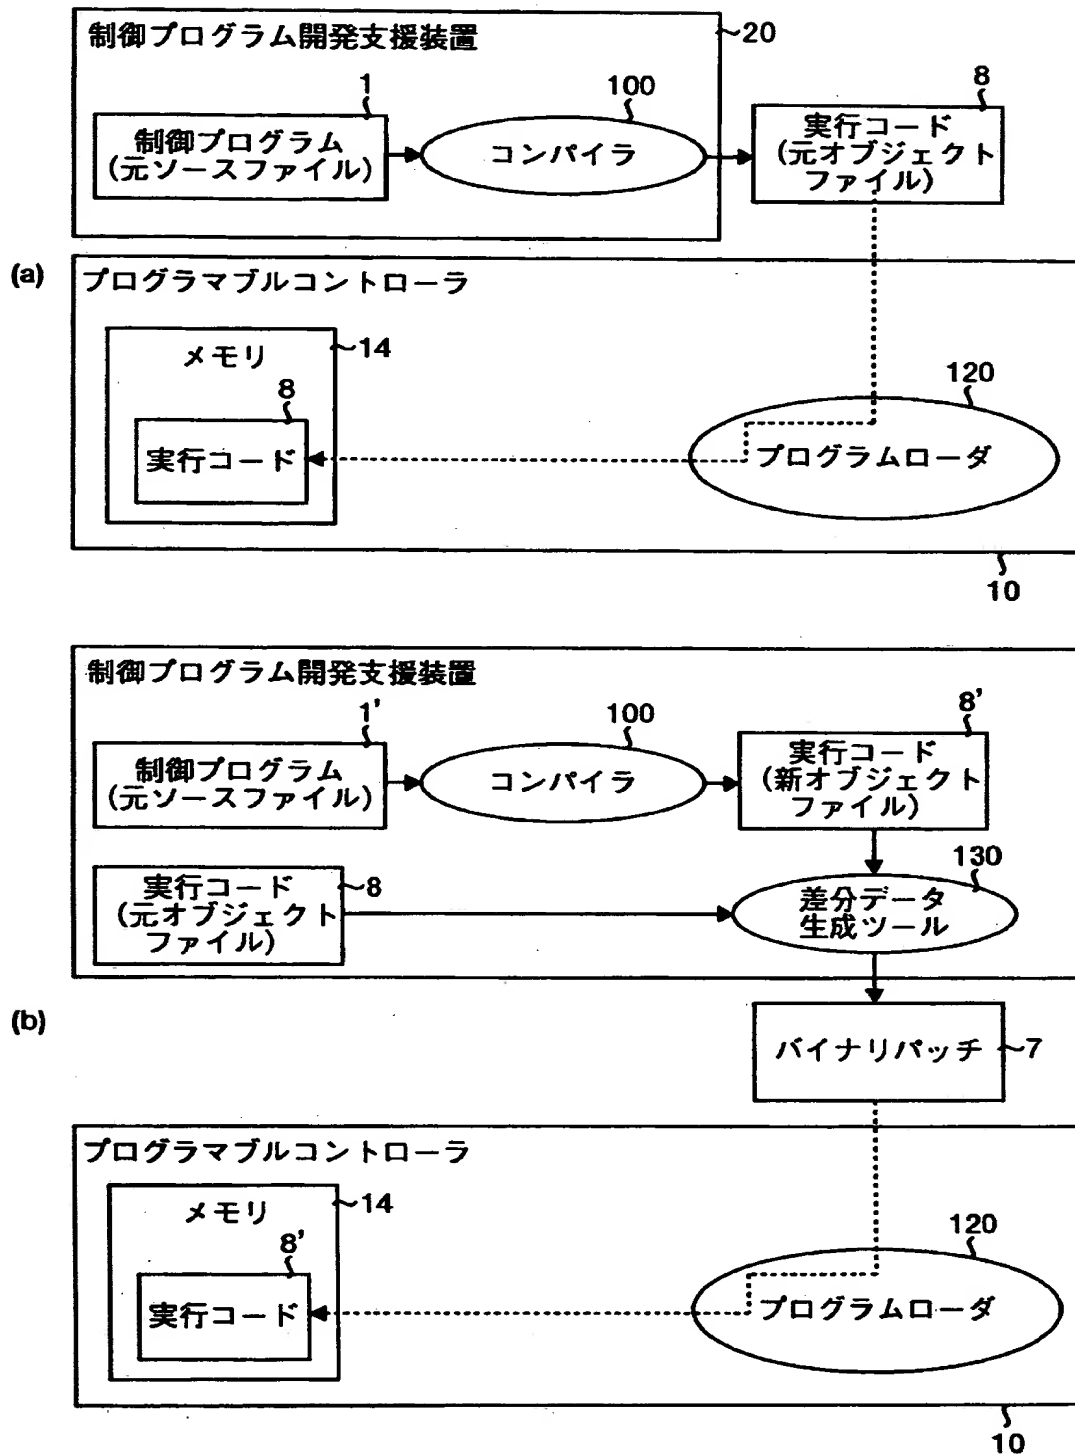 制御プログラム開発支援装置
20
1
100
8
制御プログラム
(元ソースファイル)
コンパイラ
実行コード
(元オブジェクト
ファイル)
(a)
プログラマブルコントローラ
メモリ
14
8
実行コード
120
プログラムローダ
10
制御プログラム開発支援装置
1'
100
8'
制御プログラム
(元ソースファイル)
コンパイラ
実行コード
(新オブジェクト
ファイル)
実行コード
(元オブジェクト
ファイル)
8
130
差分データ
生成ツール
(b)
バイナリパッチ
7
プログラマブルコントローラ
メモリ
14
8'
実行コード
120
プログラムローダ
10